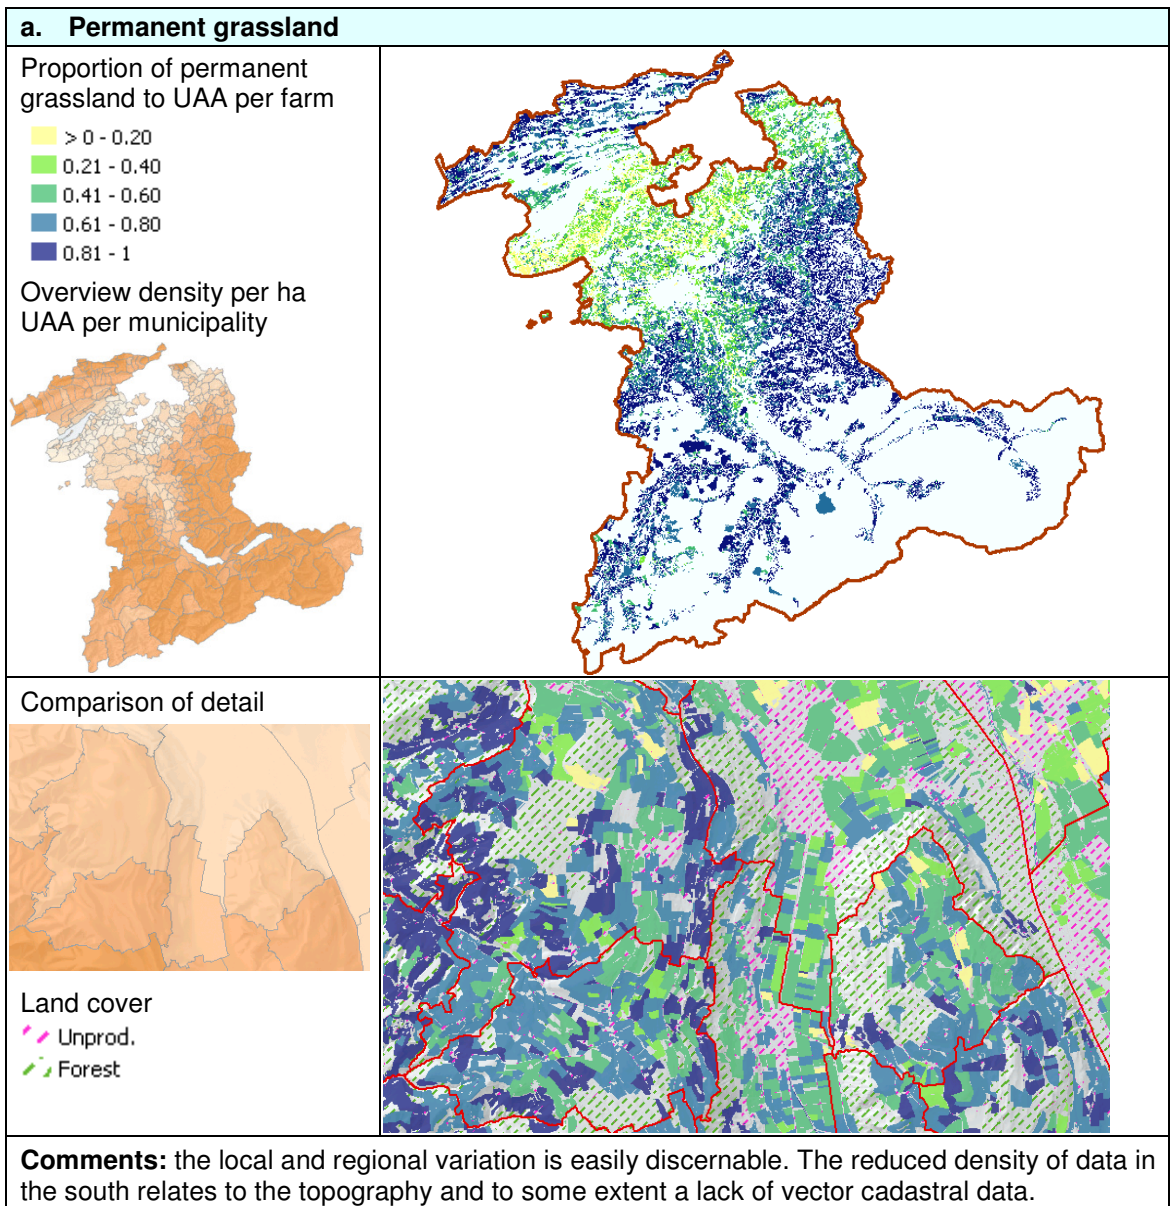 a. Permanent grassland
Proportion of permanent
grassland to UAA per farm
> 0 - 0.20
0.21 - 0.40
0.41 - 0.60
0.61 - 0.80
0.81 - 1
Overview density per ha
UAA per municipality
Comparison of detail
Land cover
Unprod.
Forest
Comments: the local and regional variation is easily discernable. The reduced density of data in
the south relates to the topography and to some extent a lack of vector cadastral data.